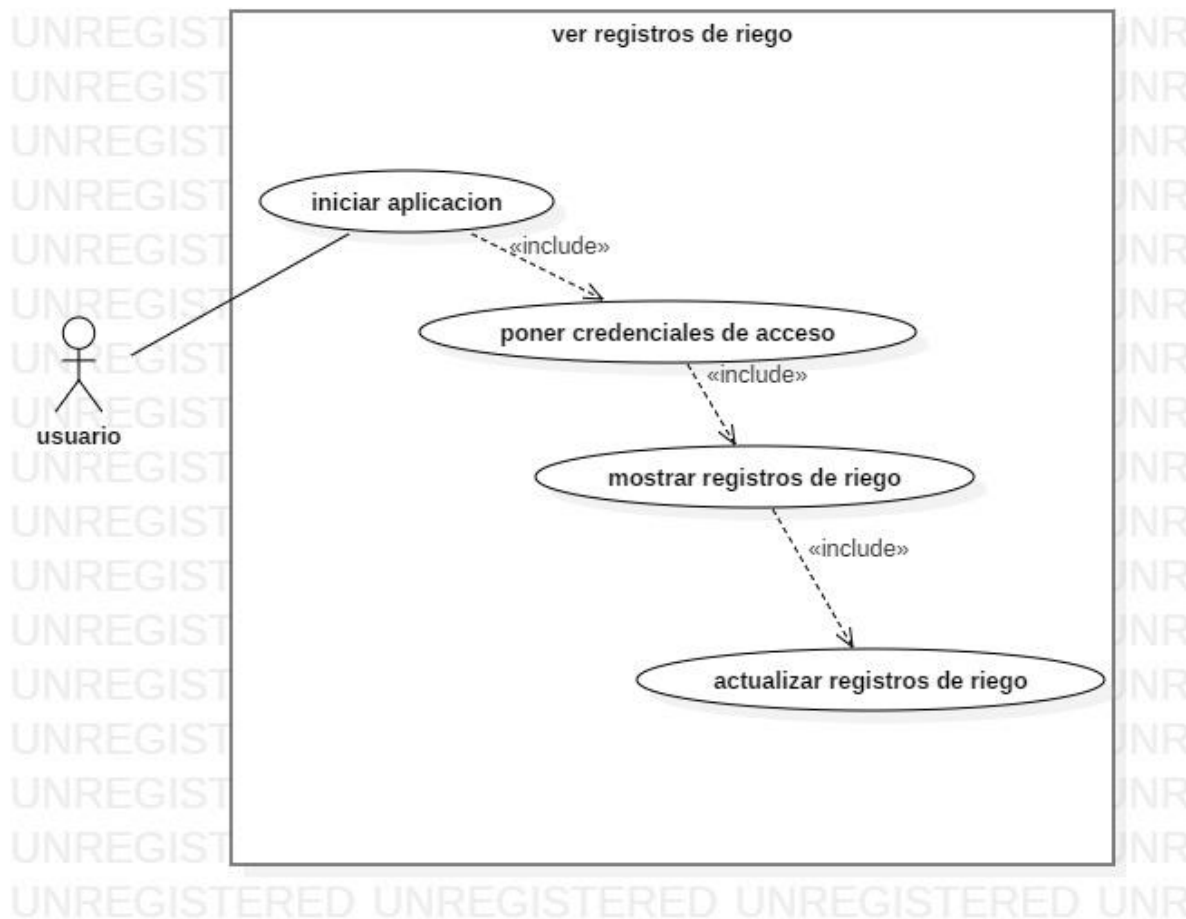 ver registros de riego
iniciar aplicacion
«include»
poner credenciales de acceso
«include»
usuario
mostrar registros de riego
«include»
actualizar registros de riego
UNREGISTERED UNREGISTERED UNREGISTERED UNR